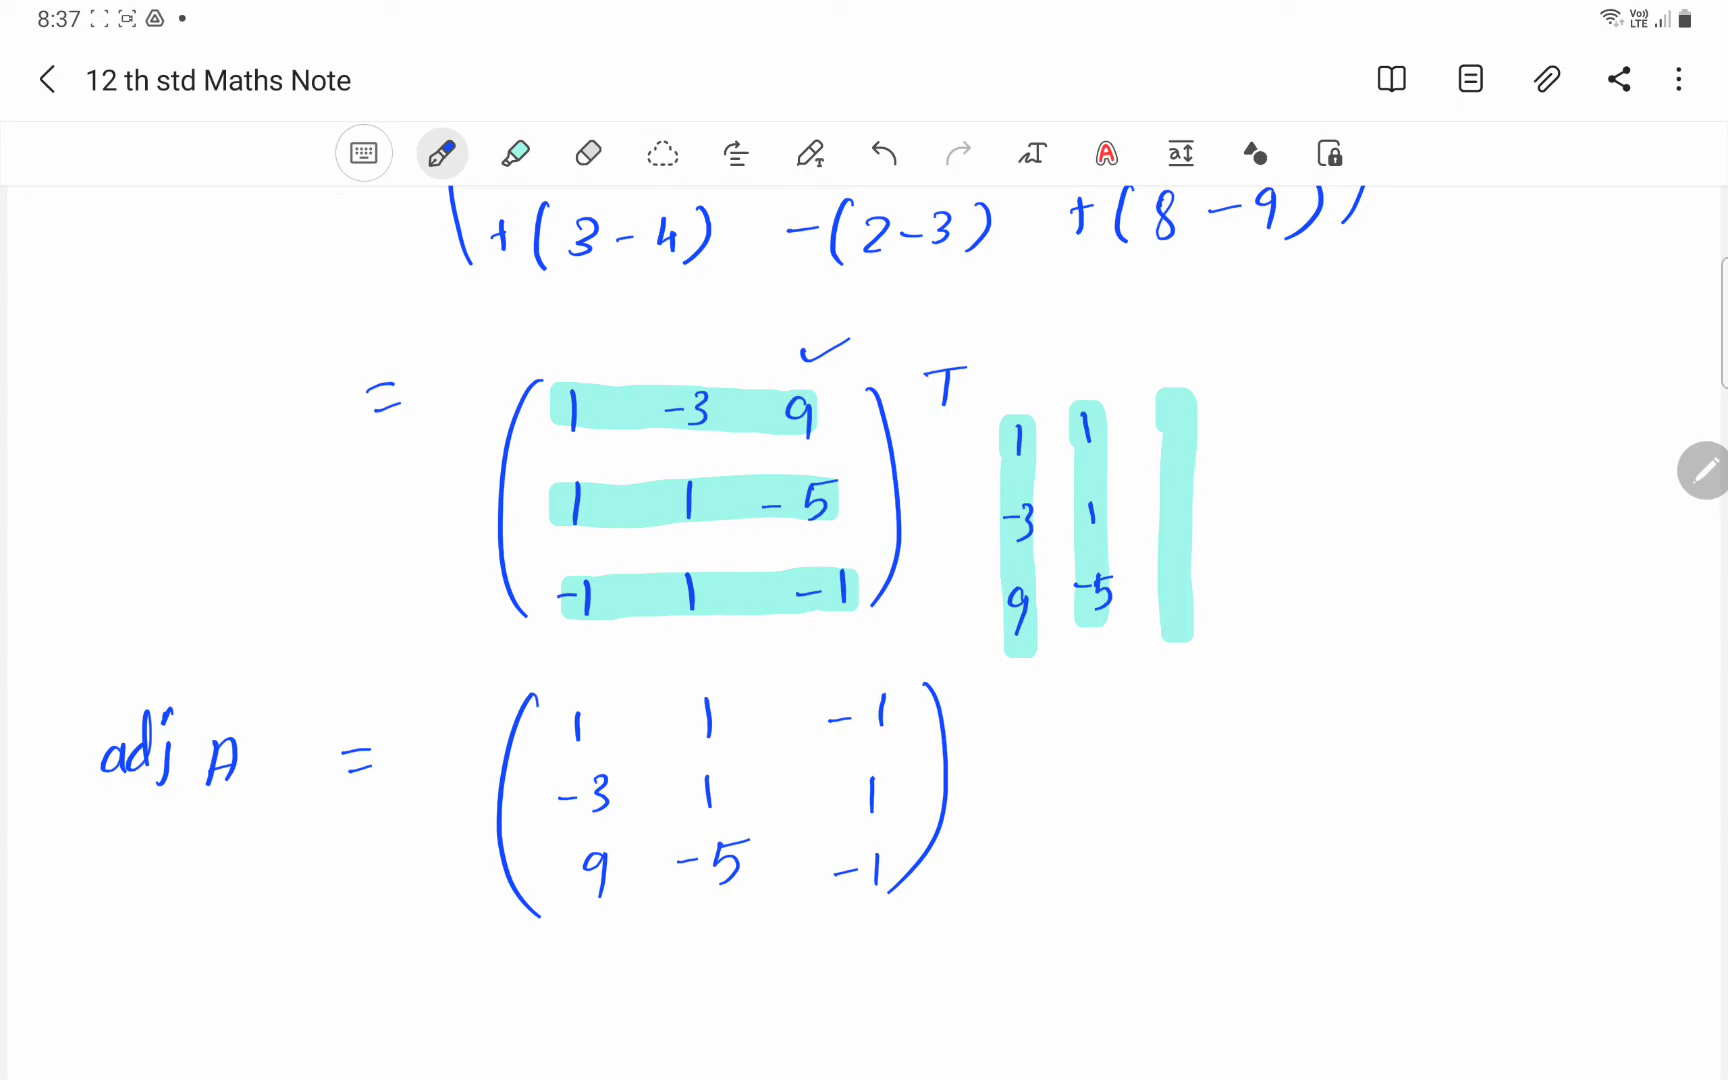 8:37
Vo)) LTE
12 th std Maths Note
+(3-4) -(2-3) +(8-9)
= ( 1 -3 9 ) T
1 1 -5
-1 1 -1
1 1
-3 1
9 -5
adj A = ( 1 1 -1 )
-3 1 1
9 -5 -1